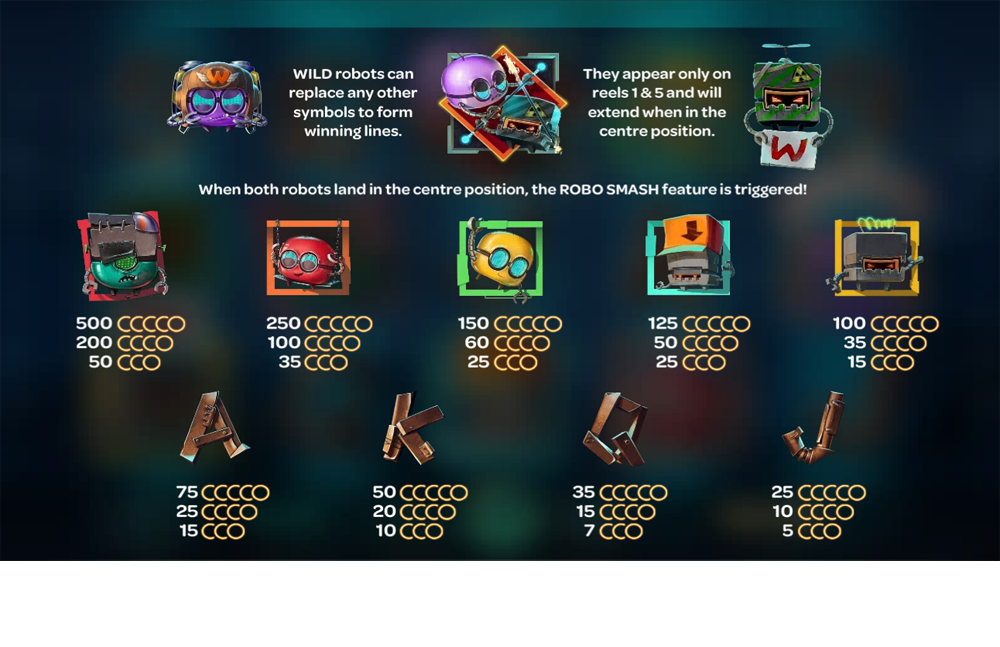 W
WILD robots can
replace any other
symbols to form
winning lines.
They appear only on
reels 1 & 5 and will
extend when in the
centre position.
W
When both robots land in the centre position, the ROBO SMASH feature is triggered!
500
200
50
250
100
35
150
60
25
125
50
25
100
35
15
A
K
Q
J
75
25
15
50
20
10
35
15
7
25
10
5